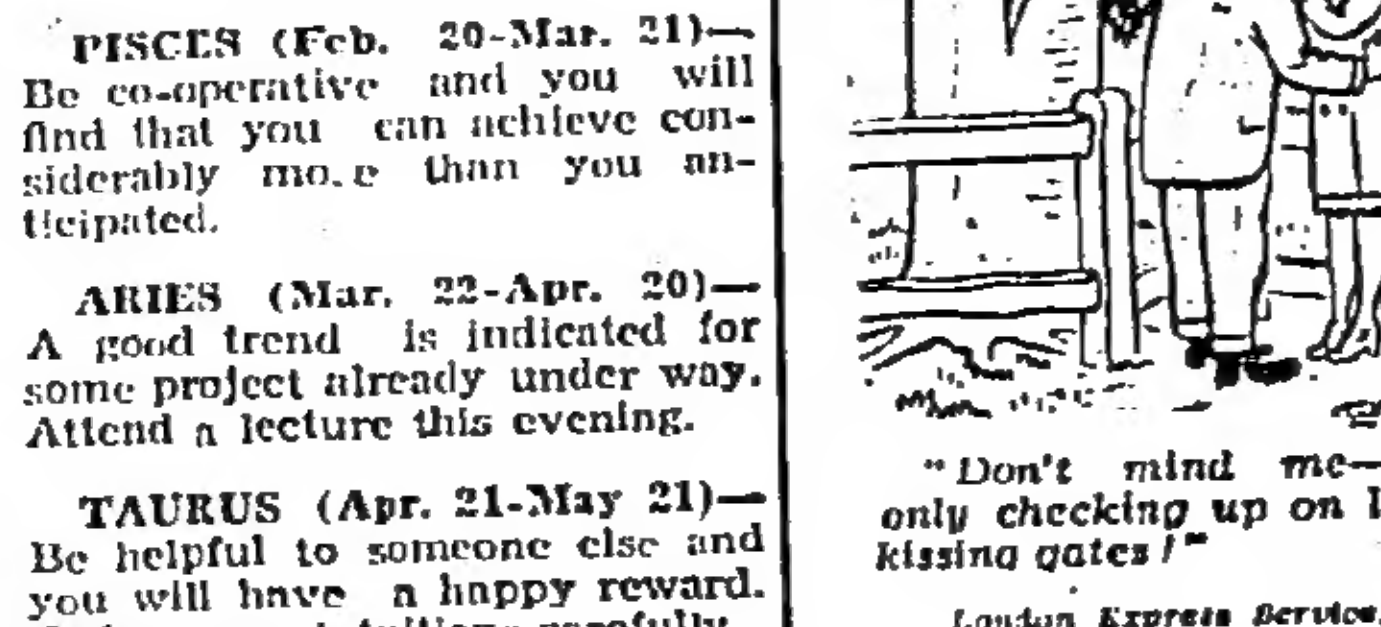 PISCES (Feb. 20-Mar. 21)—
Be co-operative and you will
find that you can achieve con-
siderably more than you an-
ticipated.
ARIES (Mar. 22-Apr. 20)—
A good trend is indicated for
some project already under way.
Attend a lecture this evening.
TAURUS (Apr. 21-May 21)—
Be helpful to someone else and
you will have a happy reward.
carefully
"Don't mind me—
only checking up on
kissing gates!"
London Express Service.